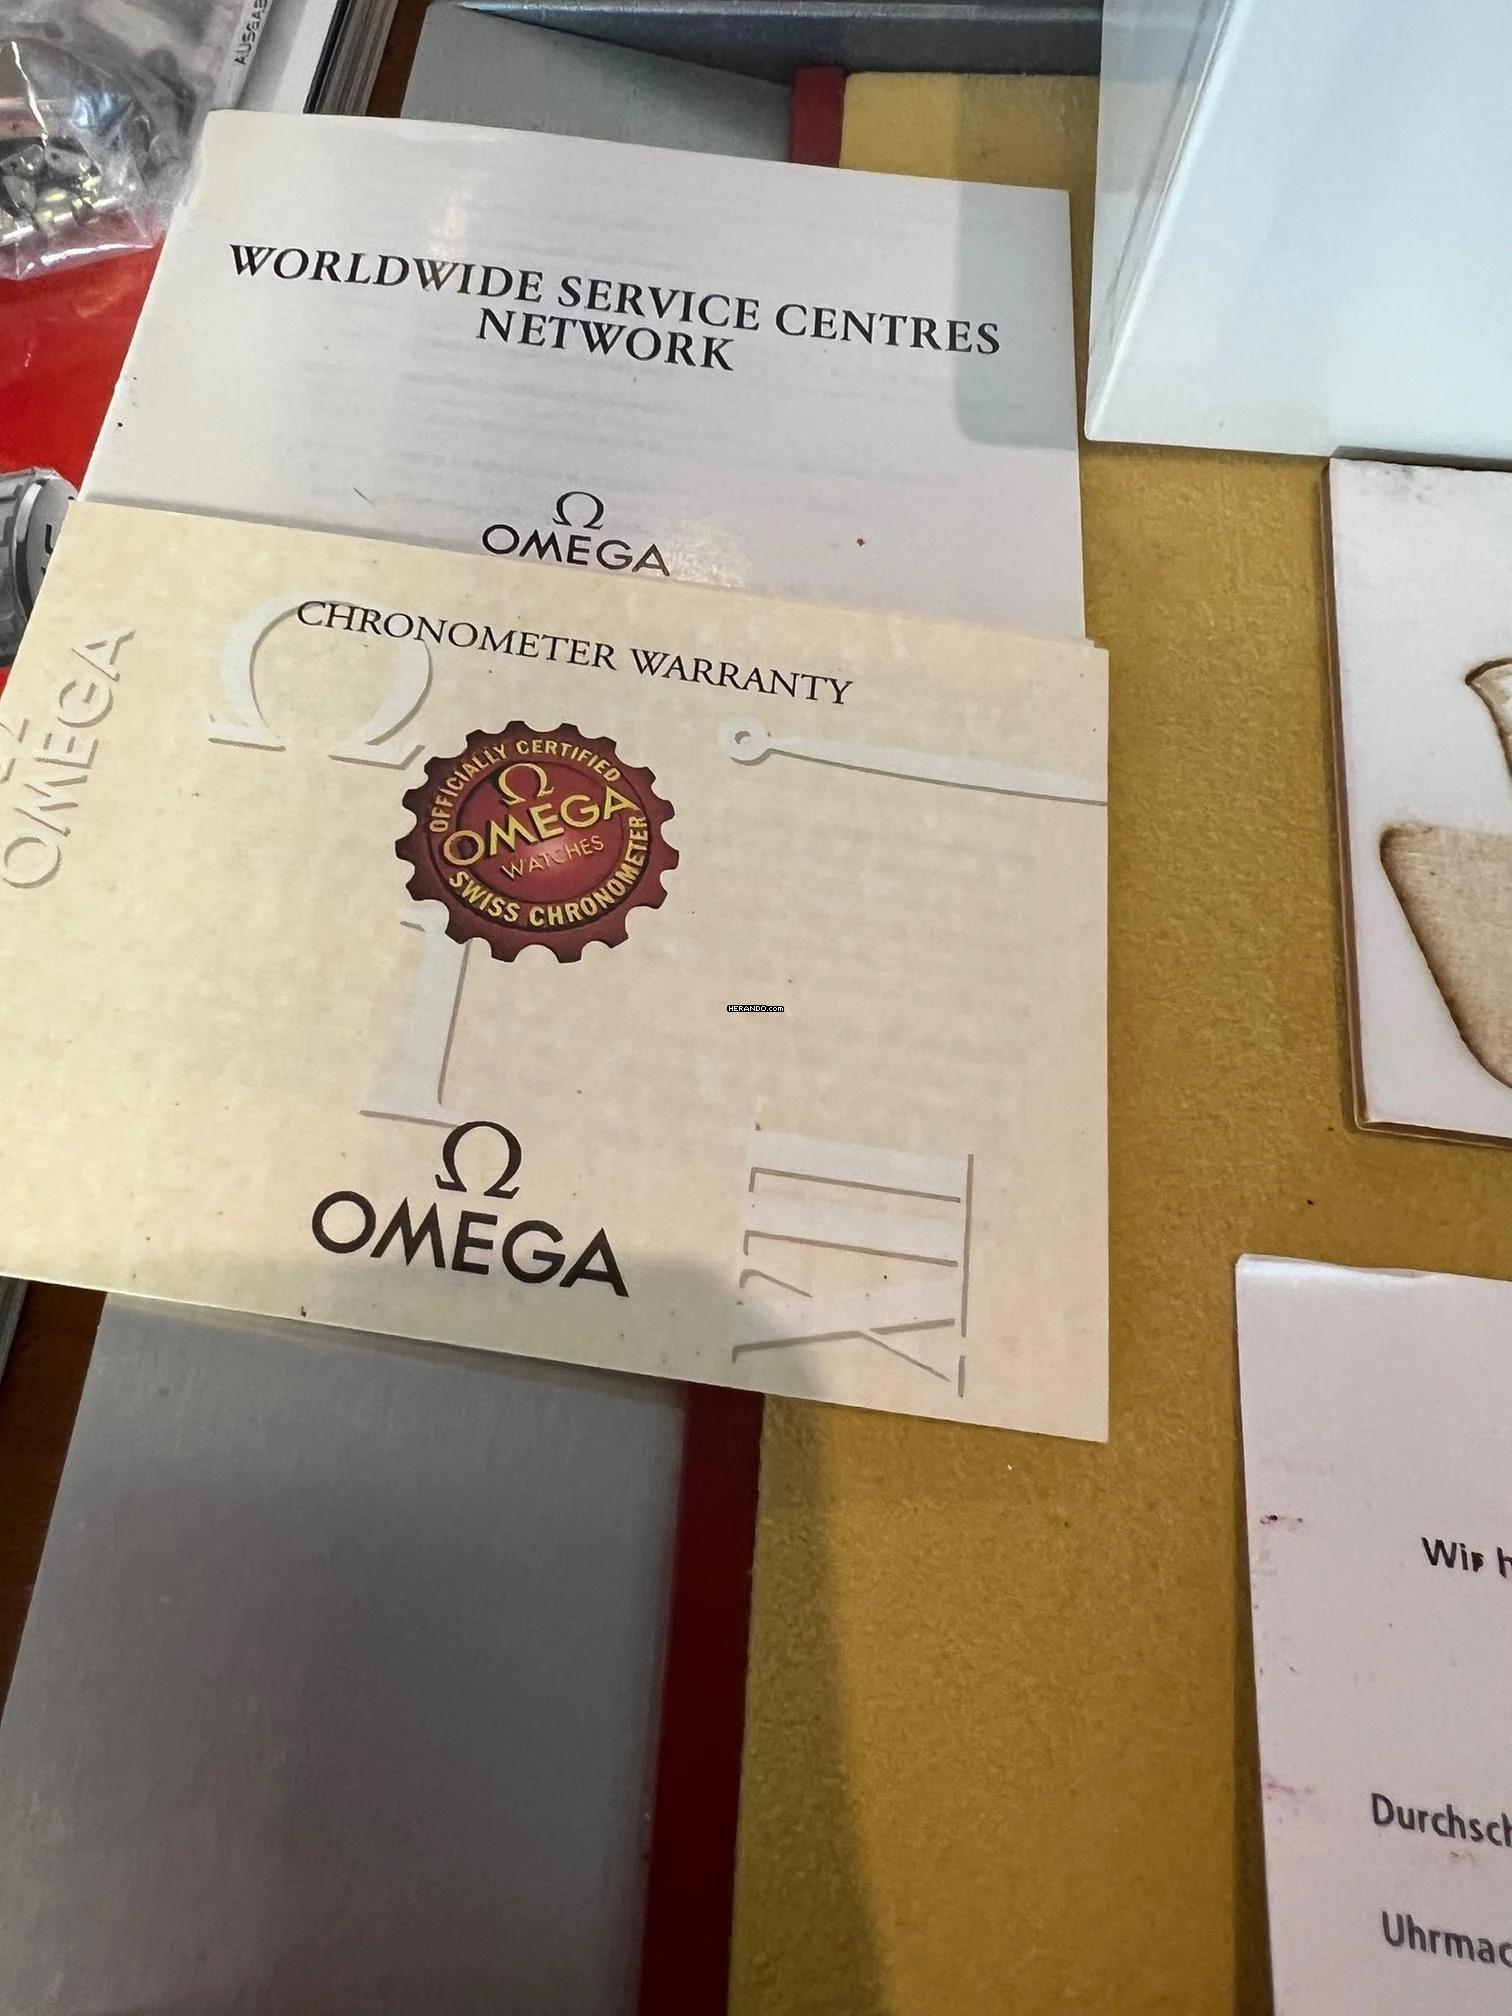 AUSGAB
WORLDWIDE SERVICE CENTRES
NETWORK
Ω
OMEGA
CHRONOMETER WARRANTY
Ω
OMEGA
OFFICIALLY CERTIFIED
Ω
OMEGA
WATCHES
SWISS CHRONOMETER
I
HERANDO.com
Ω
OMEGA
XII
Wir h
Durchsch
Uhrmac